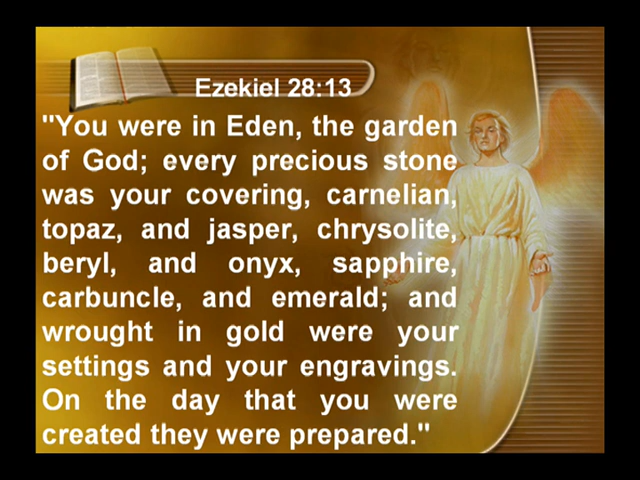 Ezekiel 28:13
"You were in Eden, the garden
of God; every precious stone
was your covering, carnelian,
topaz, and jasper, chrysolite,
beryl, and onyx, sapphire,
carbuncle, and emerald; and
wrought in gold were your
settings and your engravings.
On the day that you were
created they were prepared."